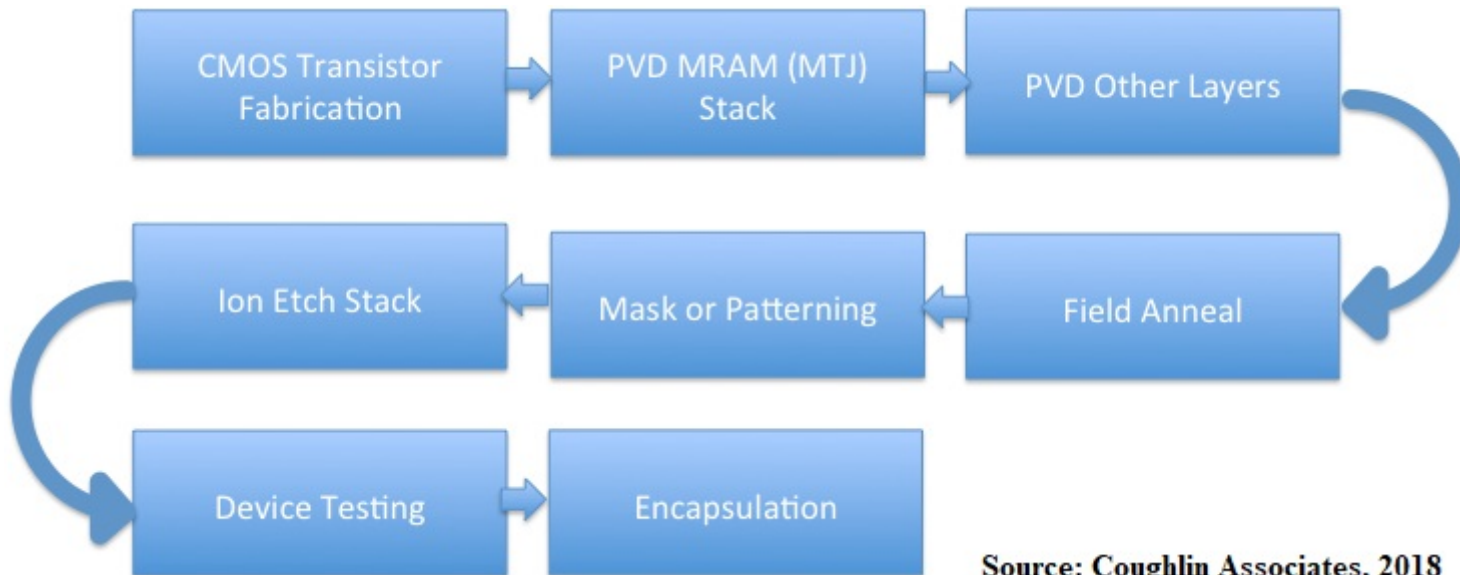 CMOS Transistor
Fabrication
PVD MRAM (MTJ)
Stack
PVD Other Layers
Ion Etch Stack
Mask or Patterning
Field Anneal
Device Testing
Encapsulation
Source: Coughlin Associates, 2018